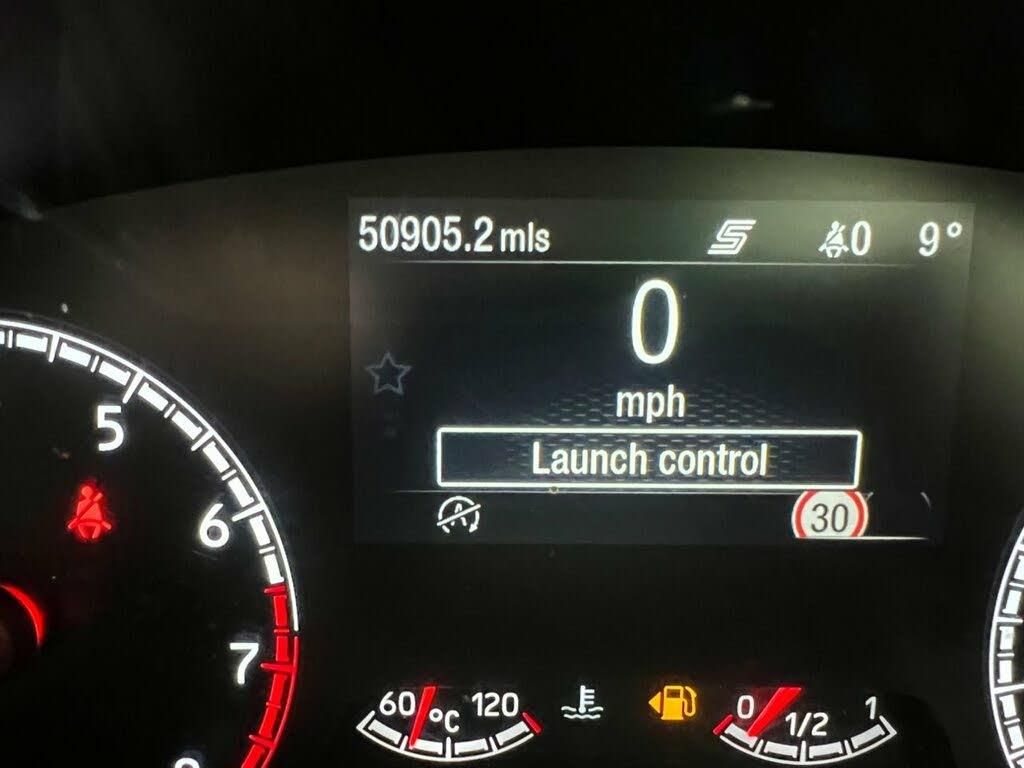 50905.2 mls S 0 9°
0
mph
Launch control
A 30
5
6
7
60 °C 120
0 1/2 1